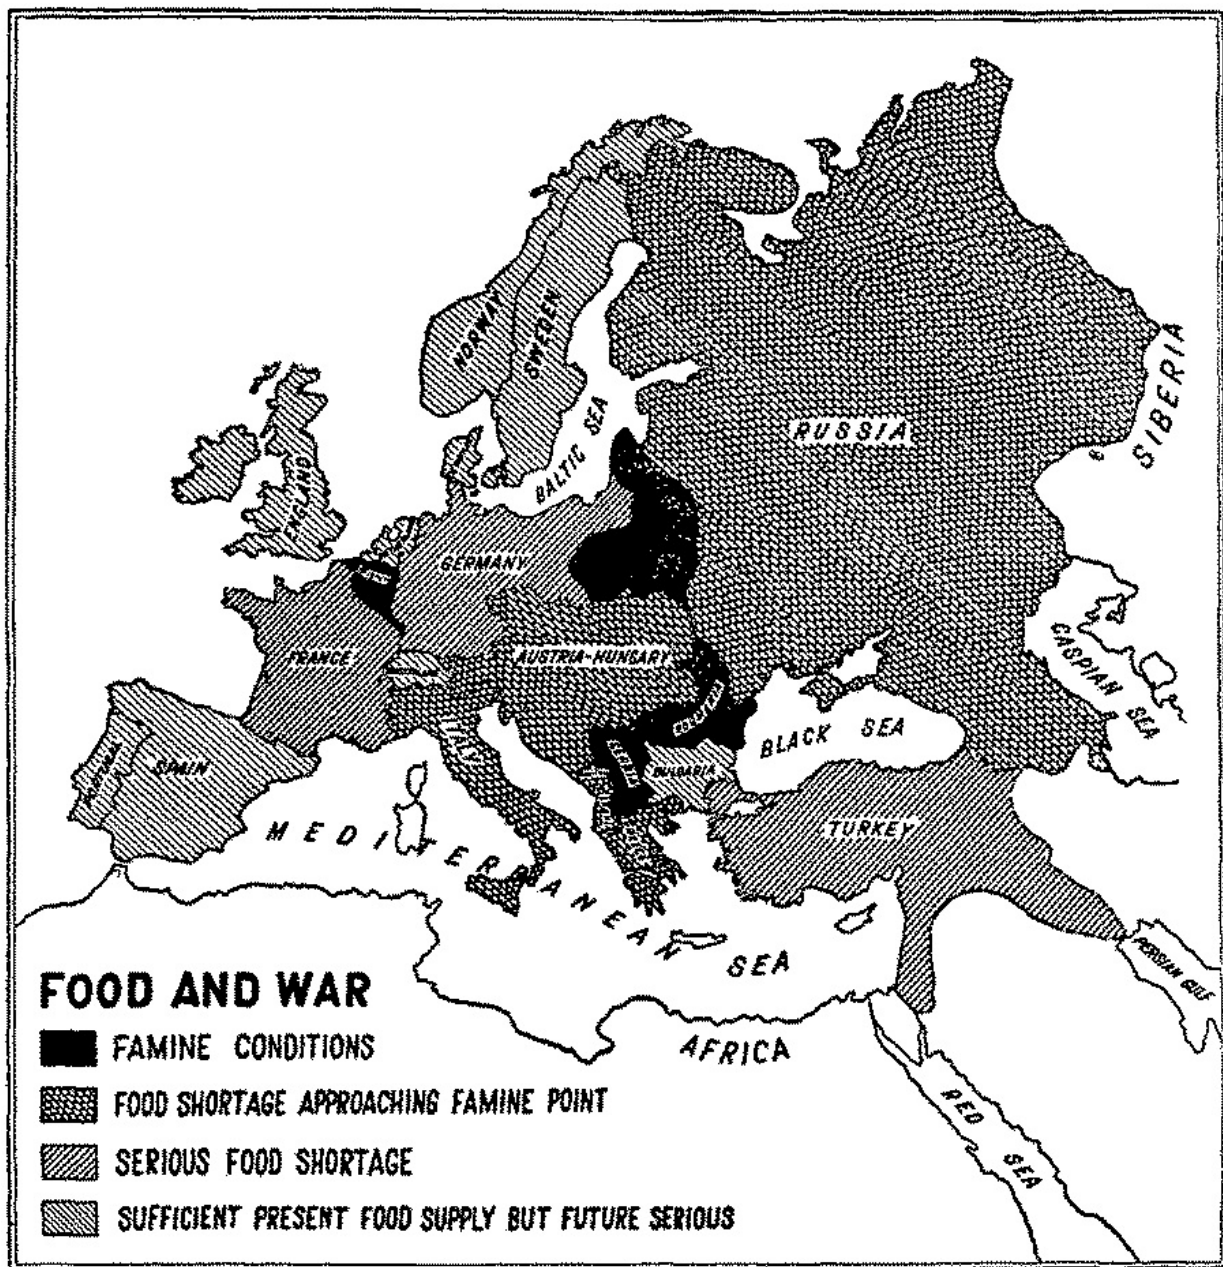 SIBERIA
NORWAY
SWEDEN
BALTIC SEA
RUSSIA
ENGLAND
GERMANY
FRANCE
AUSTRIA-HUNGARY
CASPIAN SEA
ITALY
BLACK SEA
BULGARIA
SPAIN
TURKEY
MEDITERRANEAN SEA
PERSIAN GULF
AFRICA
RED SEA
FOOD AND WAR
FAMINE CONDITIONS
FOOD SHORTAGE APPROACHING FAMINE POINT
SERIOUS FOOD SHORTAGE
SUFFICIENT PRESENT FOOD SUPPLY BUT FUTURE SERIOUS